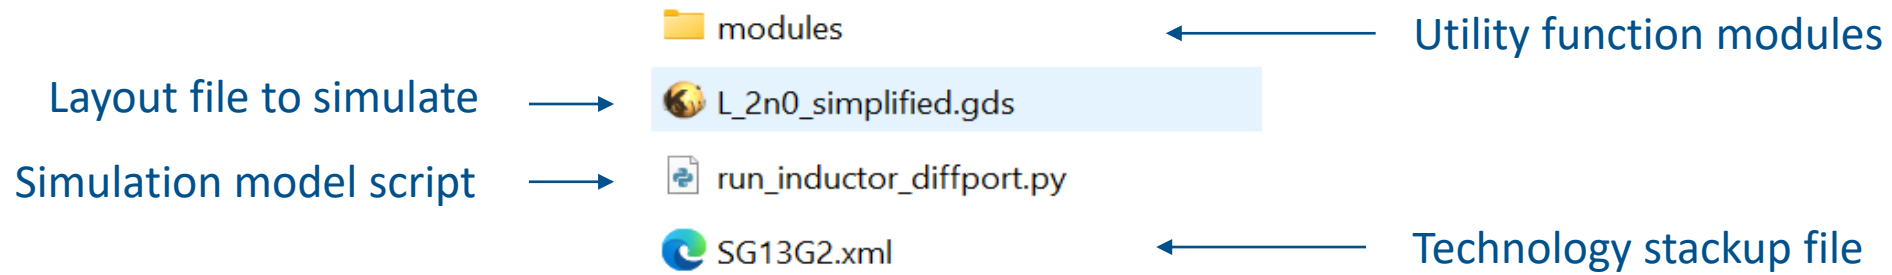 modules
Utility function modules
Layout file to simulate
L_2n0_simplified.gds
Simulation model script
run_inductor_diffport.py
SG13G2.xml
Technology stackup file